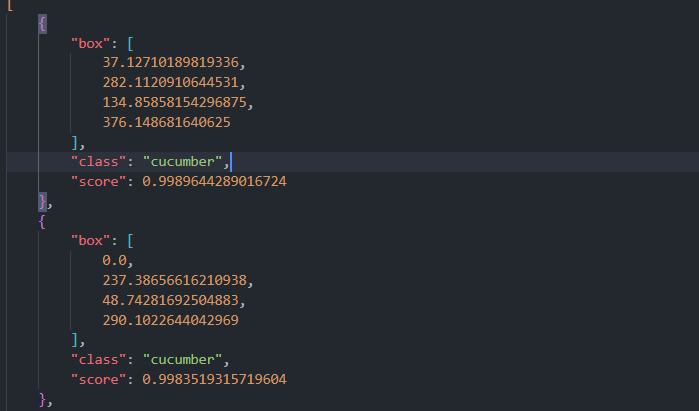 [
{
"box": [
37.12710189819336,
282.1120910644531,
134.85858154296875,
376.148681640625
],
"class": "cucumber",
"score": 0.9989644289016724
},
{
"box": [
0.0,
237.38656616210938,
48.74281692504883,
290.1022644042969
],
"class": "cucumber",
"score": 0.9983519315719604
},